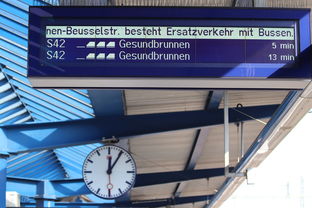 nen-Beusselstr. besteht Ersatzverkehr mit Bussen.
S42 Gesundbrunnen 5 min
S42 Gesundbrunnen 13 min